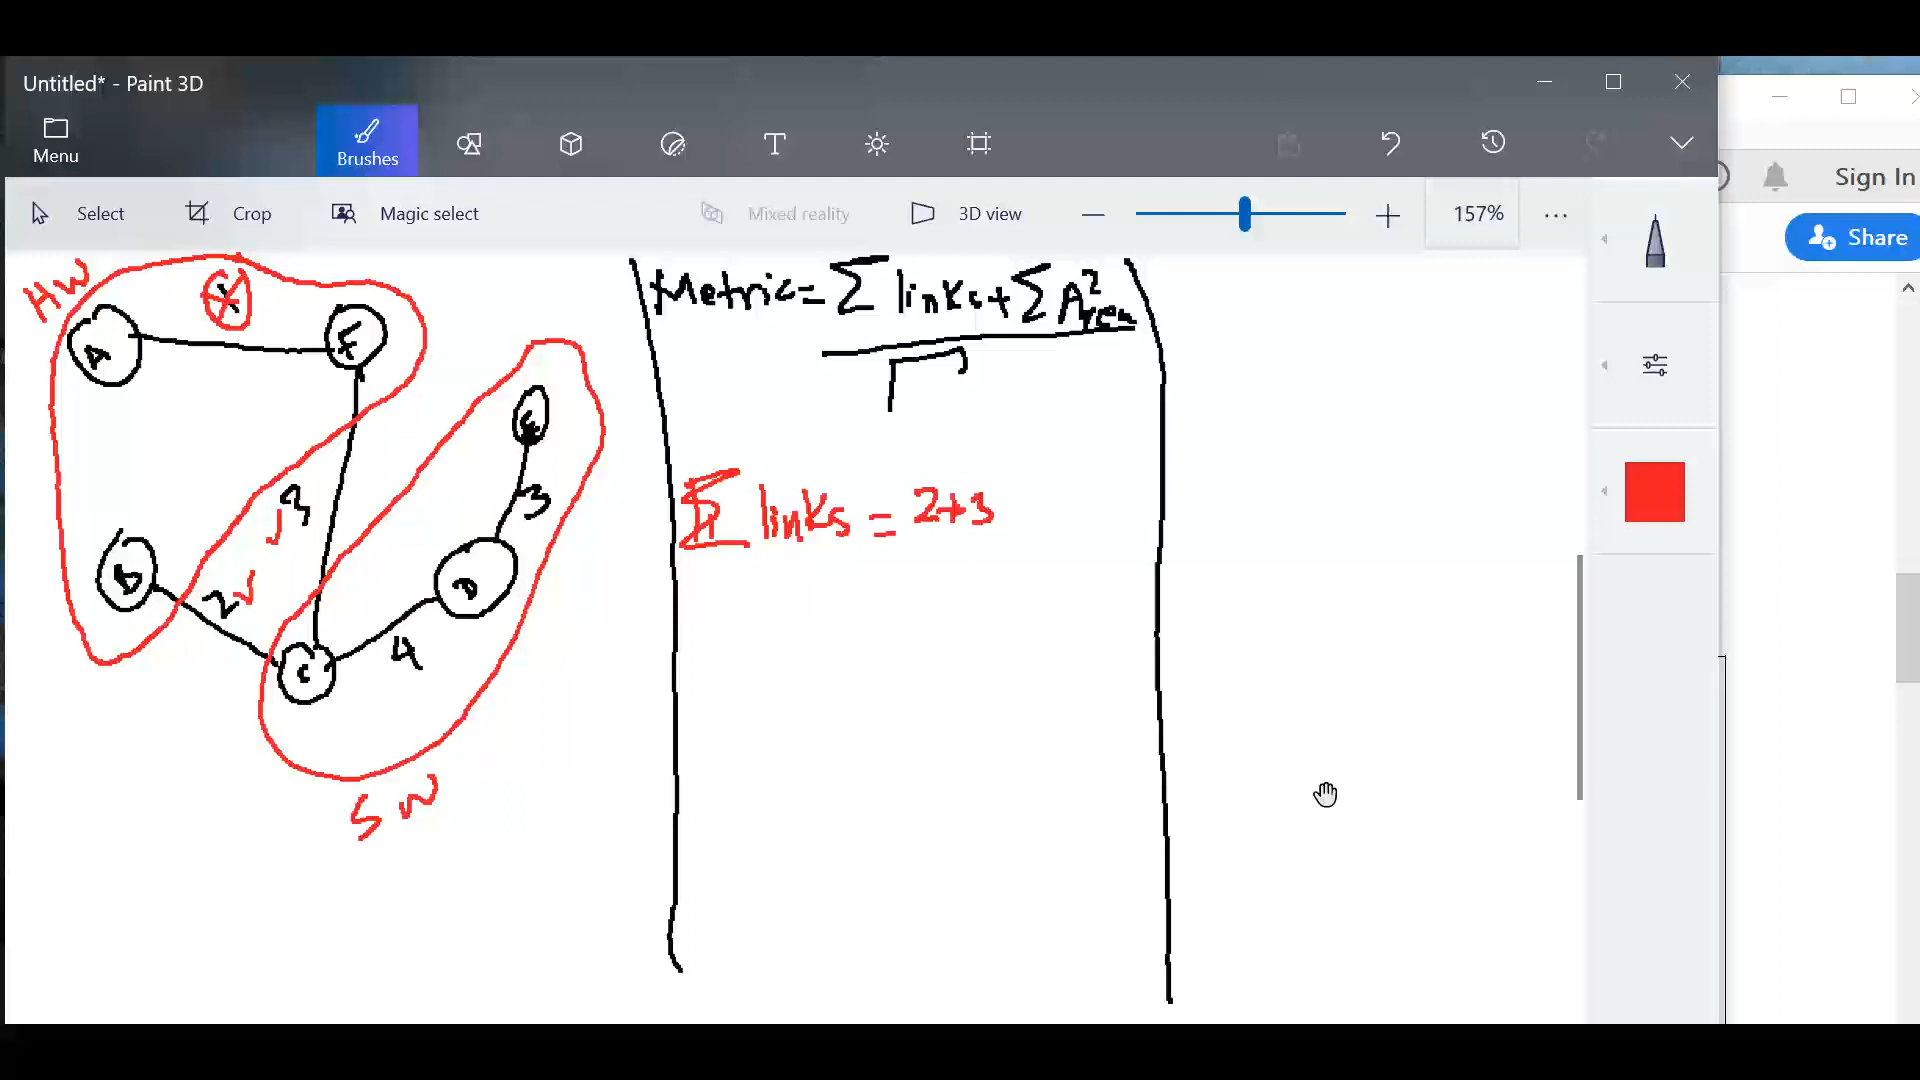 Untitled* - Paint 3D
Menu
Brushes
Sign In
Select
Crop
Magic select
Mixed reality
3D view
157%
...
Share
HW
A
F
Metric = Σ links + Σ A²rea
E
3
3
Σ links = 2+3
B
2
D
C
4
SW